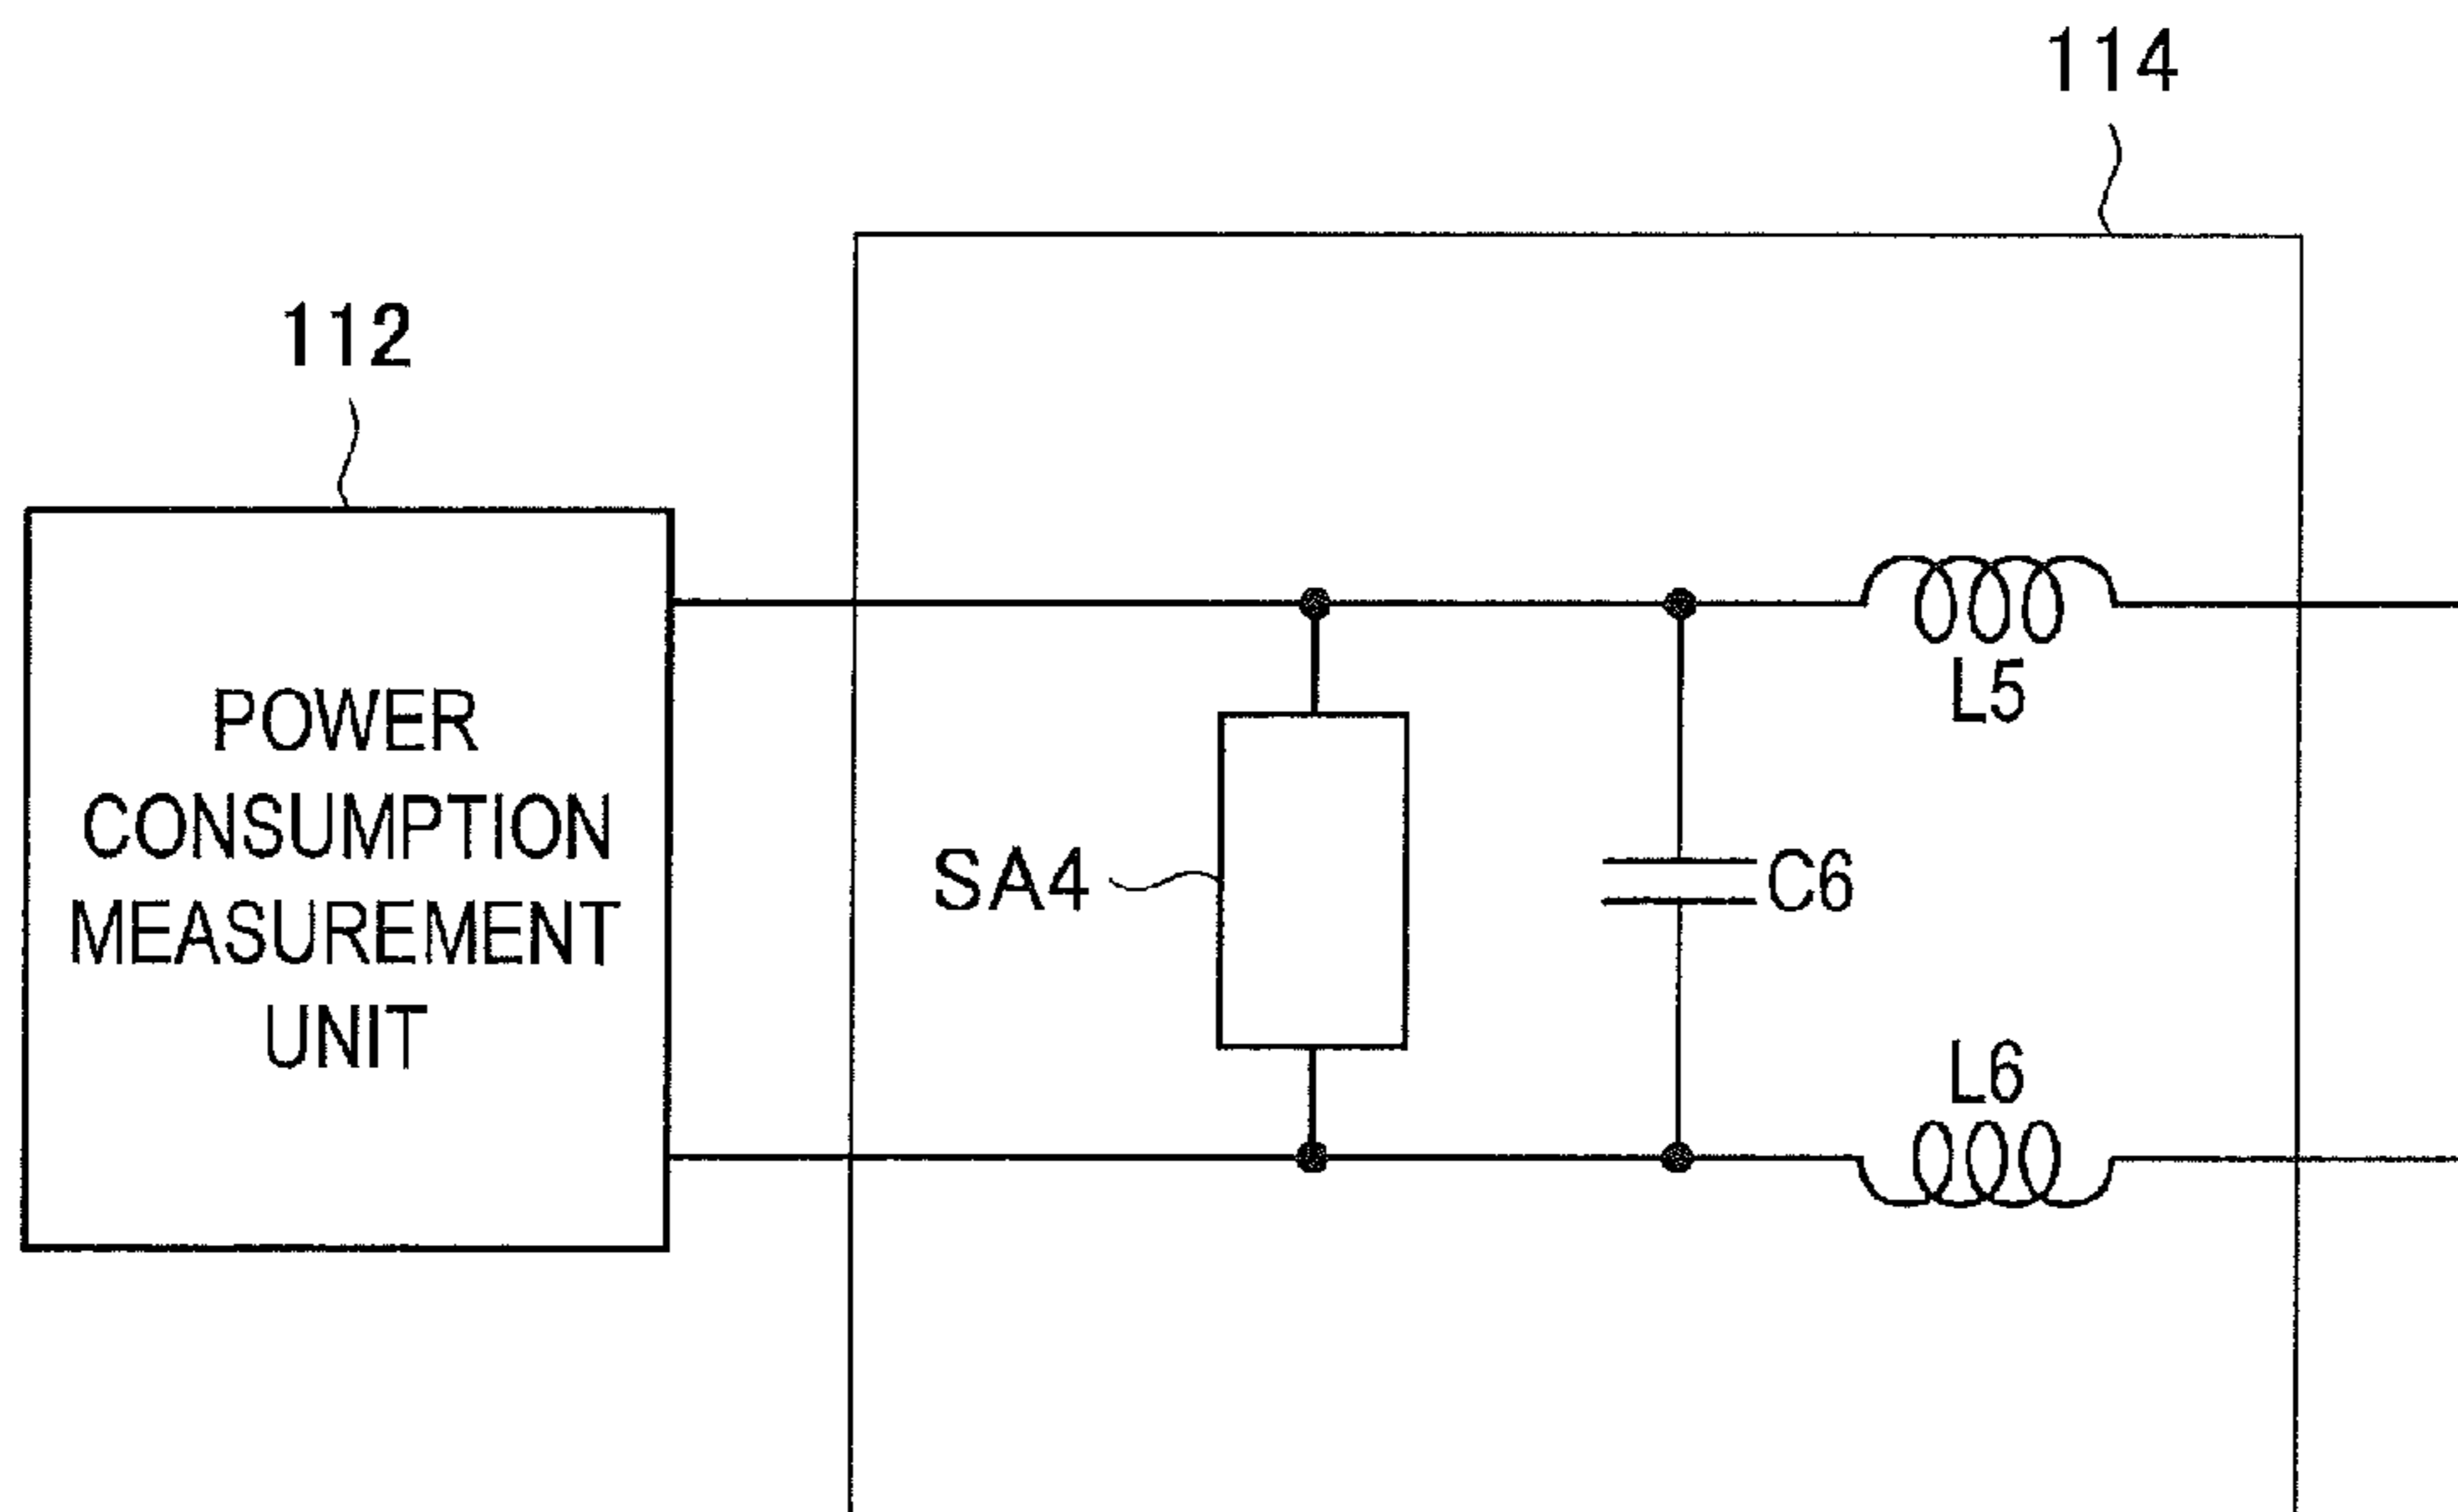 114
112
POWER
CONSUMPTION
MEASUREMENT
UNIT
SA4
C6
L5
L6